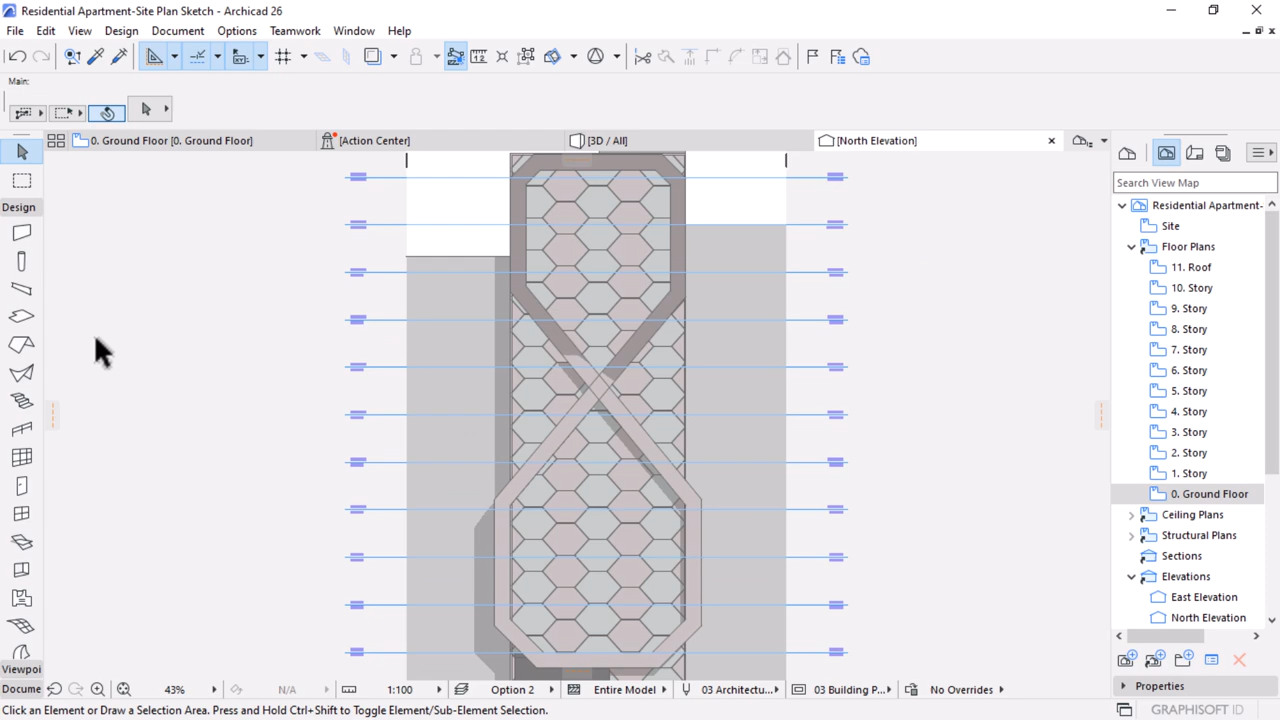 Residential Apartment-Site Plan Sketch - Archicad 26
File Edit View Design Document Options Teamwork Window Help
Main:
0. Ground Floor [0. Ground Floor]
[Action Center]
[3D / All]
[North Elevation]
Search View Map
Design
Residential Apartment-
Site
Floor Plans
11. Roof
10. Story
9. Story
8. Story
7. Story
6. Story
5. Story
4. Story
3. Story
2. Story
1. Story
0. Ground Floor
Ceiling Plans
Structural Plans
Sections
Elevations
East Elevation
North Elevation
Viewpoi
Docume
43%
N/A
1:100
Option 2
Entire Model
03 Architectu...
03 Building P...
No Overrides
Properties
Click an Element or Draw a Selection Area. Press and Hold Ctrl+Shift to Toggle Element/Sub-Element Selection.
GRAPHISOFT ID